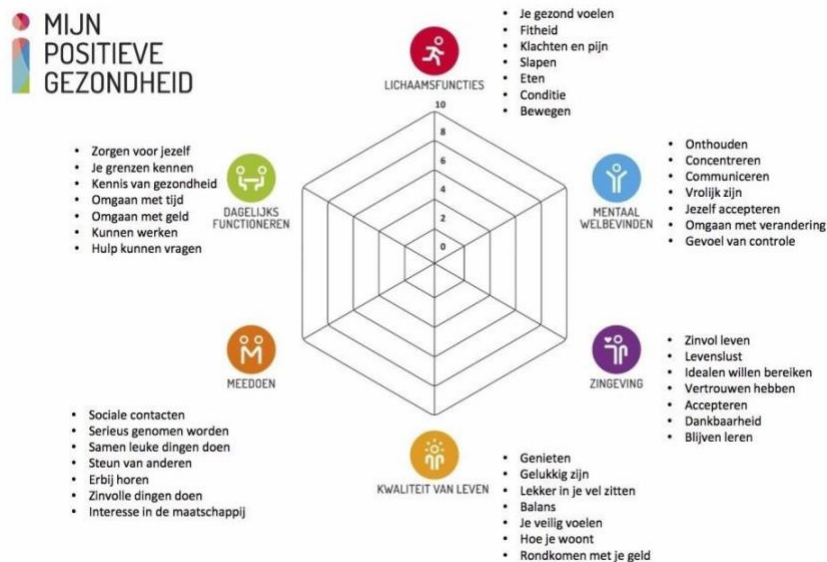 MIJN
POSITIEVE
GEZONDHEID
LICHAAMSFUNCTIES
• Je gezond voelen
• Fitheid
• Klachten en pijn
• Slapen
• Eten
• Conditie
• Bewegen
10
8
6
4
2
0
MENTAAL
WELBEVINDEN
• Onthouden
• Concentreren
• Communiceren
• Vrolijk zijn
• Jezelf accepteren
• Omgaan met verandering
• Gevoel van controle
ZINGEVING
• Zinvol leven
• Levenslust
• Idealen willen bereiken
• Vertrouwen hebben
• Accepteren
• Dankbaarheid
• Blijven leren
KWALITEIT VAN LEVEN
• Genieten
• Gelukkig zijn
• Lekker in je vel zitten
• Balans
• Je veilig voelen
• Hoe je woont
• Rondkomen met je geld
MEEDOEN
• Sociale contacten
• Serieus genomen worden
• Samen leuke dingen doen
• Steun van anderen
• Erbij horen
• Zinvolle dingen doen
• Interesse in de maatschappij
DAGELIJKS
FUNCTIONEREN
• Zorgen voor jezelf
• Je grenzen kennen
• Kennis van gezondheid
• Omgaan met tijd
• Omgaan met geld
• Kunnen werken
• Hulp kunnen vragen